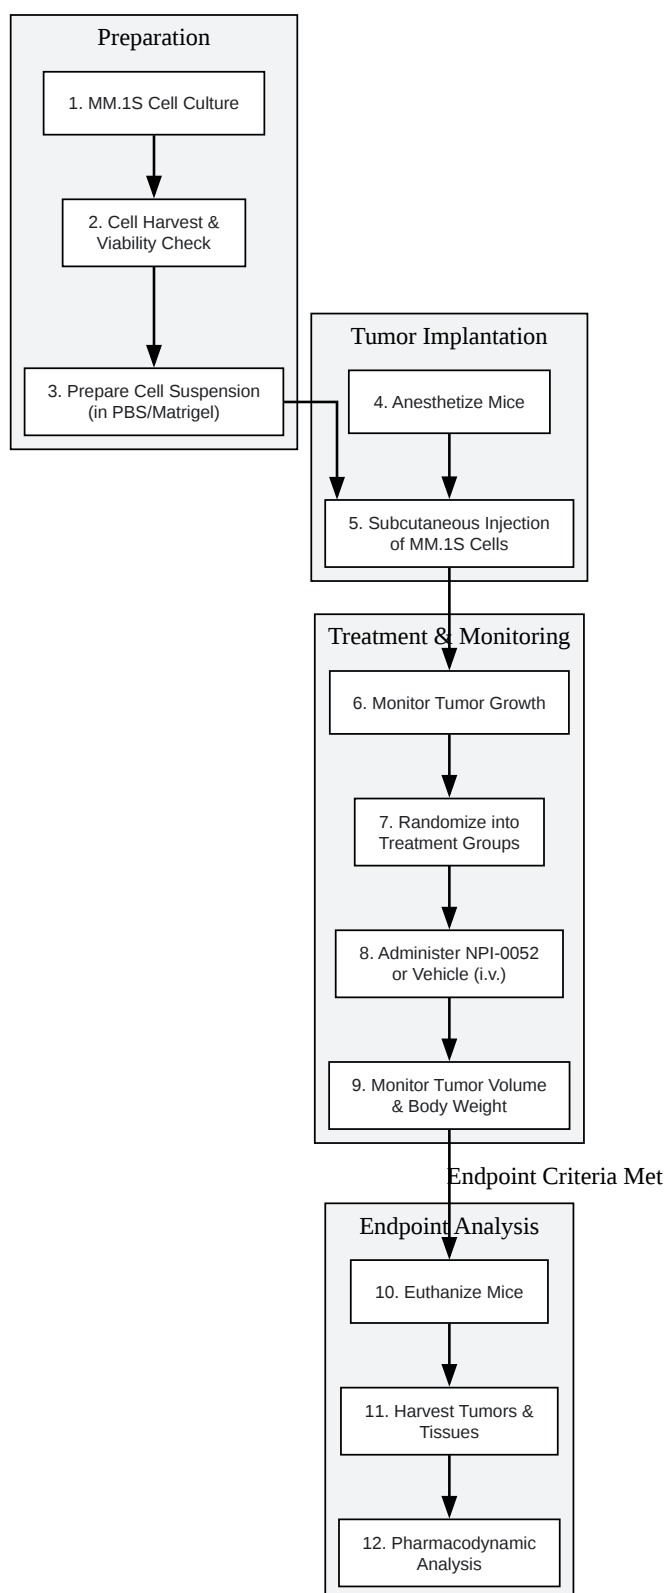 Preparation
1. MM.1S Cell Culture
2. Cell Harvest &
Viability Check
3. Prepare Cell Suspension
(in PBS/Matrigel)
Tumor Implantation
4. Anesthetize Mice
5. Subcutaneous Injection
of MM.1S Cells
Treatment & Monitoring
6. Monitor Tumor Growth
7. Randomize into
Treatment Groups
8. Administer NPI-0052
or Vehicle (i.v.)
9. Monitor Tumor Volume
& Body Weight
Endpoint Criteria Met
Endpoint Analysis
10. Euthanize Mice
11. Harvest Tumors &
Tissues
12. Pharmacodynamic
Analysis